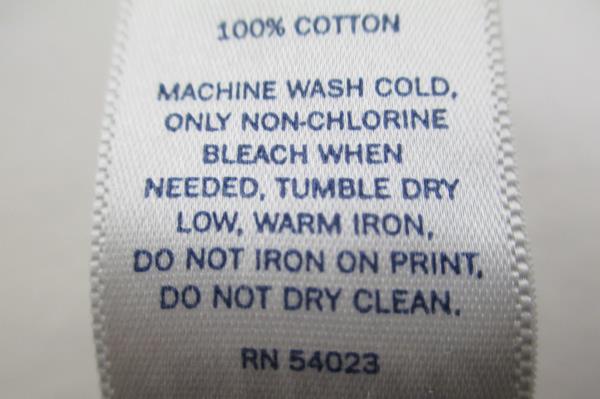 100% COTTON
MACHINE WASH COLD,
ONLY NON-CHLORINE
BLEACH WHEN
NEEDED, TUMBLE DRY
LOW, WARM IRON,
DO NOT IRON ON PRINT,
DO NOT DRY CLEAN.
RN 54023